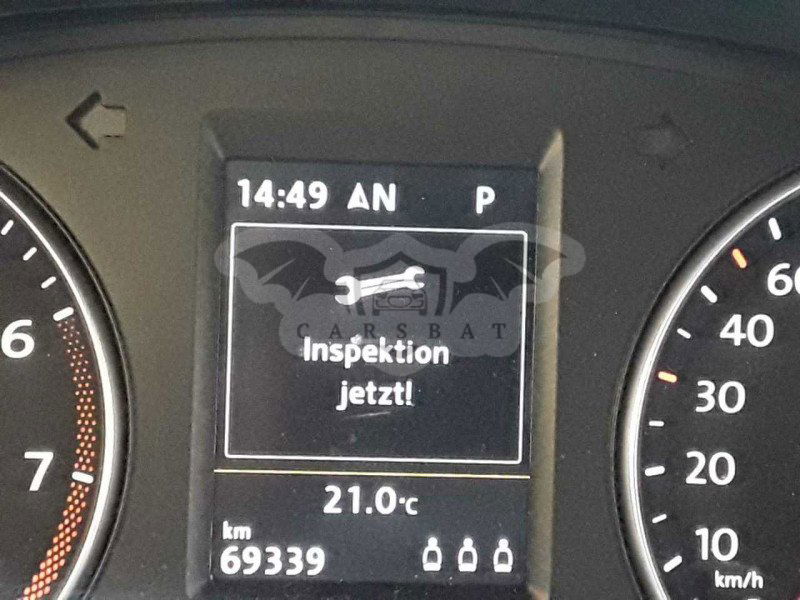 14:49 AN P
CARSBAT
Inspektion
jetzt!
21.0°C
km
69339
6
7
60
40
30
20
10
km/h